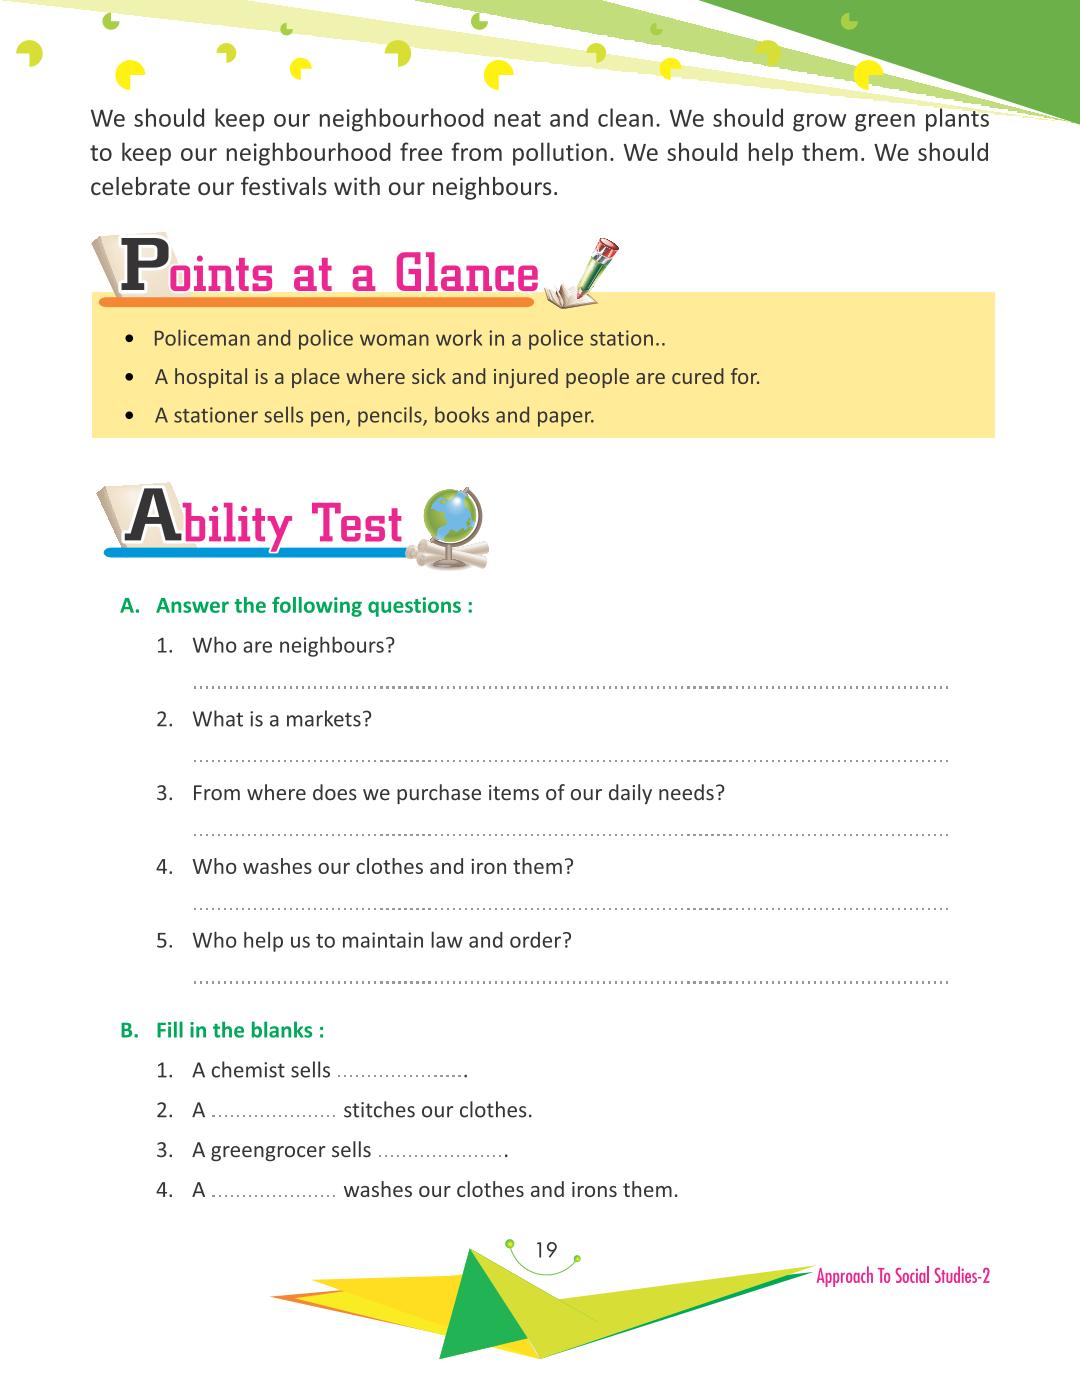 We should keep our neighbourhood neat and clean. We should grow green plants
to keep our neighbourhood free from pollution. We should help them. We should
celebrate our festivals with our neighbours.
Points at a Glance
• Policeman and police woman work in a police station..
• A hospital is a place where sick and injured people are cured for.
• A stationer sells pen, pencils, books and paper.
Ability Test
A. Answer the following questions :
1. Who are neighbours?
2. What is a markets?
3. From where does we purchase items of our daily needs?
4. Who washes our clothes and iron them?
5. Who help us to maintain law and order?
B. Fill in the blanks :
1. A chemist sells ......................
2. A ..................... stitches our clothes.
3. A greengrocer sells ......................
4. A ..................... washes our clothes and irons them.
19
Approach To Social Studies-2